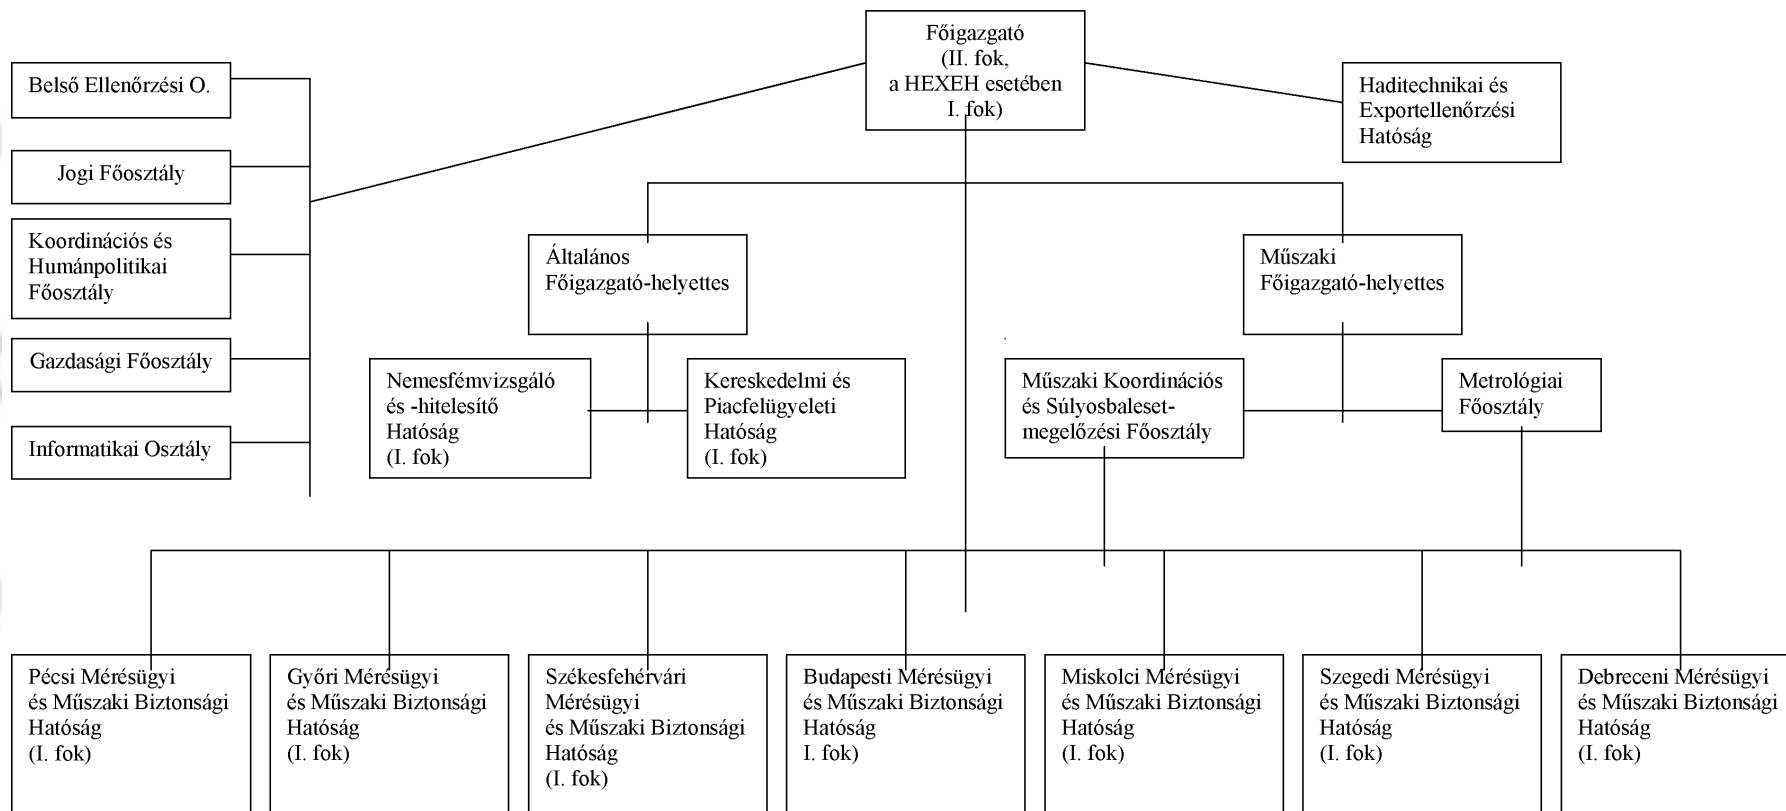 Főigazgató
(II. fok,
a HEXEH esetében
I. fok)
Belső Ellenőrzési O.
Haditechnikai és
Exportellenőrzési
Hatóság
Jogi Főosztály
Koordinációs és
Humánpolitikai
Főosztály
Általános
Főigazgató-helyettes
Műszaki
Főigazgató-helyettes
Gazdasági Főosztály
Nemesfémvizsgáló
és -hitelesítő
Hatóság
(I. fok)
Kereskedelmi és
Piacfelügyeleti
Hatóság
(I. fok)
Műszaki Koordinációs
és Súlyosbaleset-
megelőzési Főosztály
Metrológiai
Főosztály
Informatikai Osztály
Pécsi Mérésügyi
és Műszaki Biztonsági
Hatóság
(I. fok)
Győri Mérésügyi
és Műszaki Biztonsági
Hatóság
(I. fok)
Székesfehérvári
Mérésügyi
és Műszaki Biztonsági
Hatóság
(I. fok)
Budapesti Mérésügyi
és Műszaki Biztonsági
Hatóság
I. fok)
Miskolci Mérésügyi
és Műszaki Biztonsági
Hatóság
(I. fok)
Szegedi Mérésügyi
és Műszaki Biztonsági
Hatóság
(I. fok)
Debreceni Mérésügyi
és Műszaki Biztonsági
Hatóság
(I. fok)